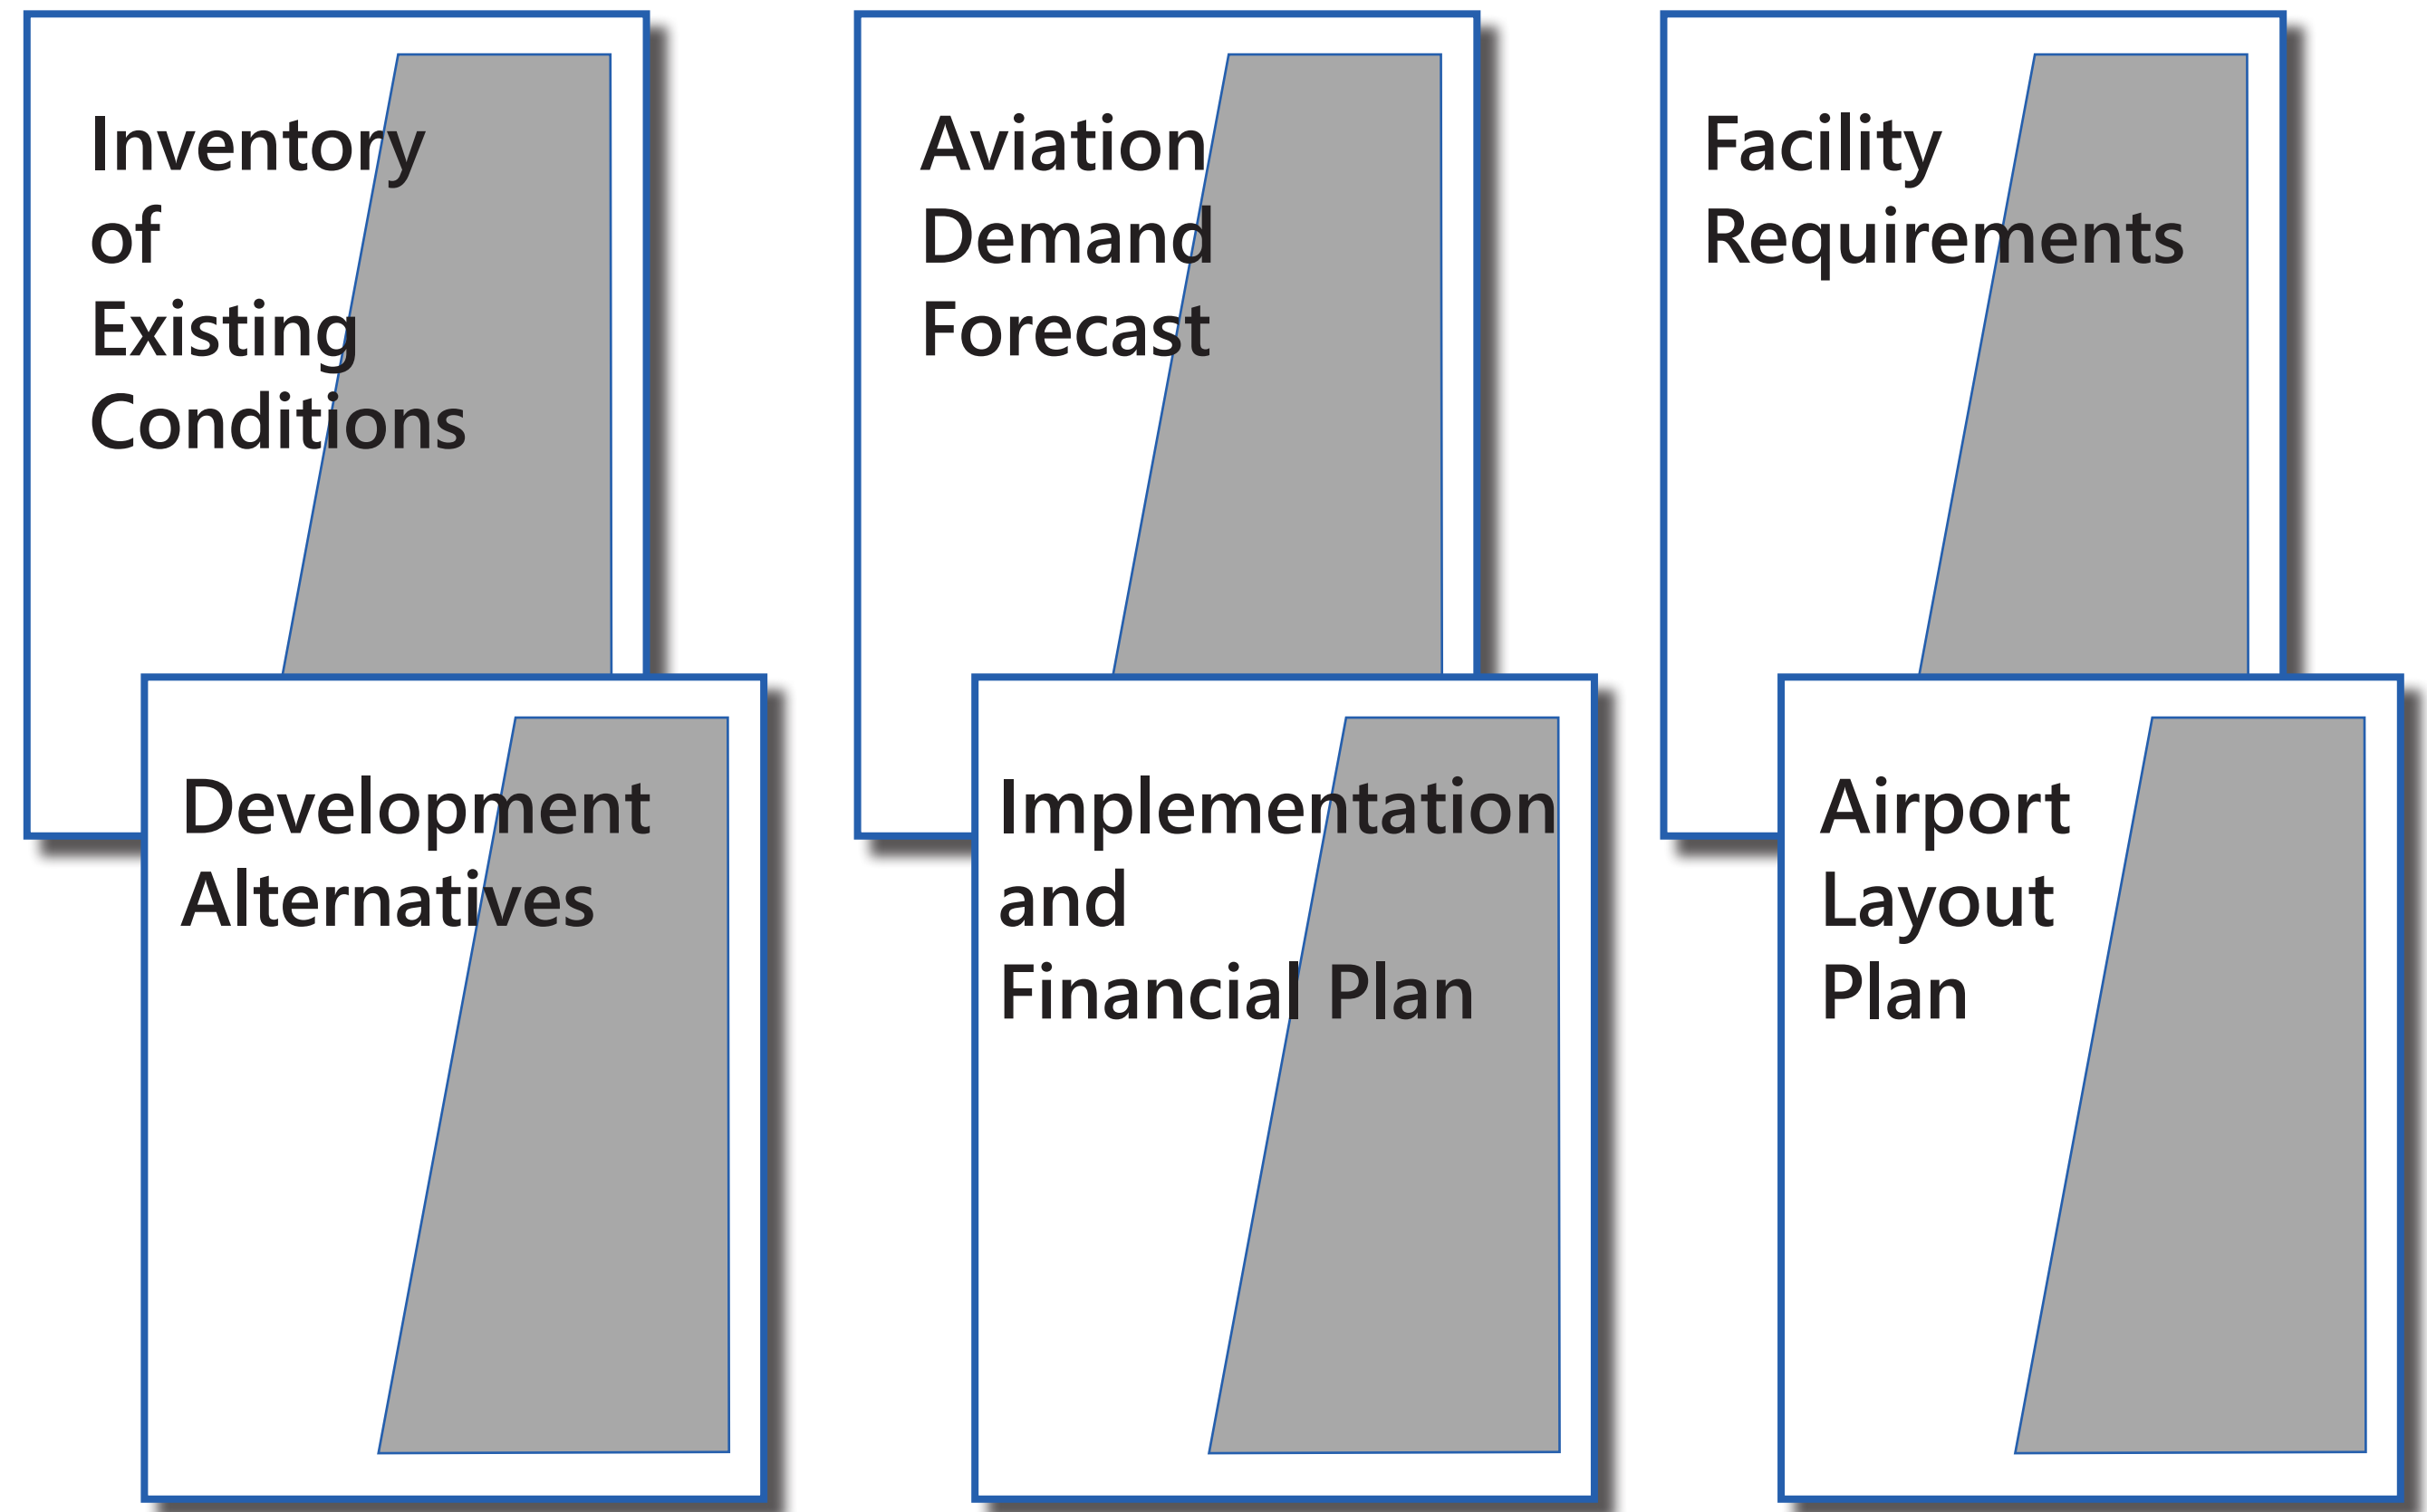 Inventory
of
Existing
Conditions
Aviation
Demand
Forecast
Facility
Requirements
Development
Alternatives
Implementation
and
Financial Plan
Airport
Layout
Plan